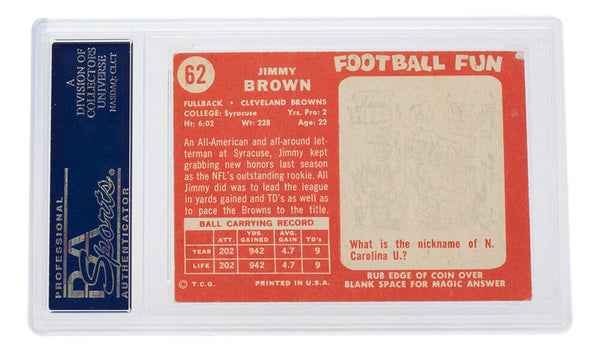 A
DIVISION OF
COLLECTORS
UNIVERSE
NASDAQ: CLCT
PROFESSIONAL
PSA
Sports®
AUTHENTICATOR
62
JIMMY
BROWN
FULLBACK • CLEVELAND BROWNS
COLLEGE: Syracuse Yrs. Pro: 2
Ht: 6:02 Wt: 228 Age: 22
An All-American and all-around let-
terman at Syracuse, Jimmy kept
grabbing new honors last season
as the NFL's outstanding rookie. All
Jimmy did was to lead the league
in yards gained and TD's as well as
to pace the Browns to the title.
BALL CARRYING RECORD
ATT. YDS. GAINED AVG. GAIN TD's
YEAR 202 942 4.7 9
LIFE 202 942 4.7 9
© T.C.G. PRINTED IN U.S.A.
FOOTBALL FUN
What is the nickname of N.
Carolina U.?
RUB EDGE OF COIN OVER
BLANK SPACE FOR MAGIC ANSWER